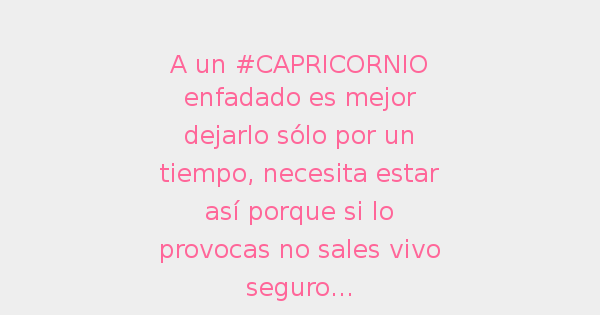 A un #CAPRICORNIO
enfadado es mejor
dejarlo sólo por un
tiempo, necesita estar
así porque si lo
provocas no sales vivo
seguro...